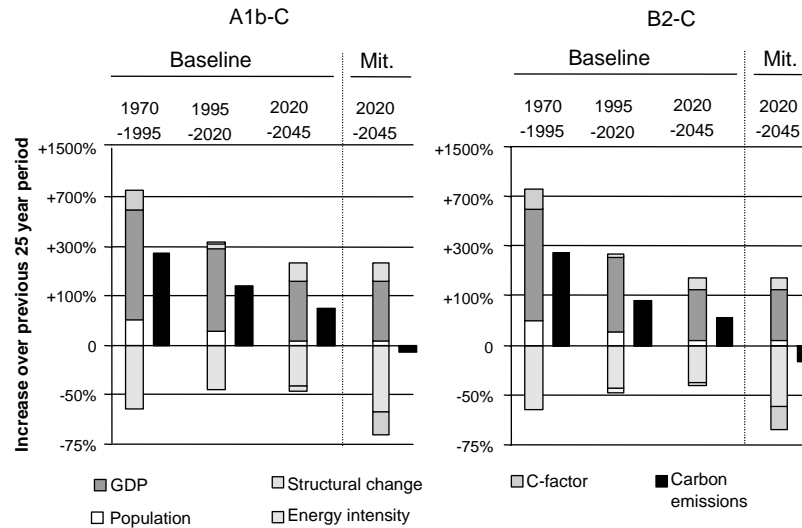 A1b-C
B2-C
Baseline
Mit.
Baseline
Mit.
1970
-1995
1995
-2020
2020
-2045
2020
-2045
1970
-1995
1995
-2020
2020
-2045
2020
-2045
Increase over previous 25 year period
+1500%
+700%
+300%
+100%
0
-50%
-75%
+1500%
+700%
+300%
+100%
0
-50%
-75%
GDP
Structural change
C-factor
Carbon
emissions
Population
Energy intensity